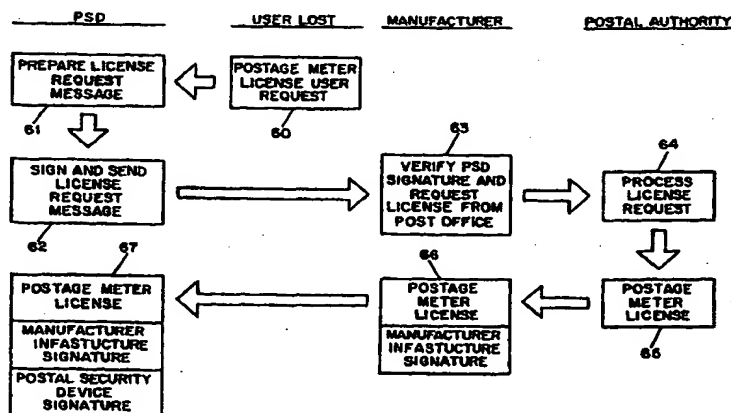 PSD
USER LOST
MANUFACTURER
POSTAL AUTHORITY
PREPARE LICENSE
REQUEST
MESSAGE
61
POSTAGE METER
LICENSE USER
REQUEST
60
SIGN AND SEND
LICENSE
REQUEST
MESSAGE
62
63
VERIFY PSD
SIGNATURE AND
REQUEST
LICENSE FROM
POST OFFICE
64
PROCESS
LICENSE
REQUEST
67
POSTAGE METER
LICENSE
MANUFACTURER
INFASTUCTURE
SIGNATURE
POSTAL SECURITY
DEVICE
SIGNATURE
66
POSTAGE
METER
LICENSE
MANUFACTURER
INFASTUCTURE
SIGNATURE
POSTAGE
METER
LICENSE
65